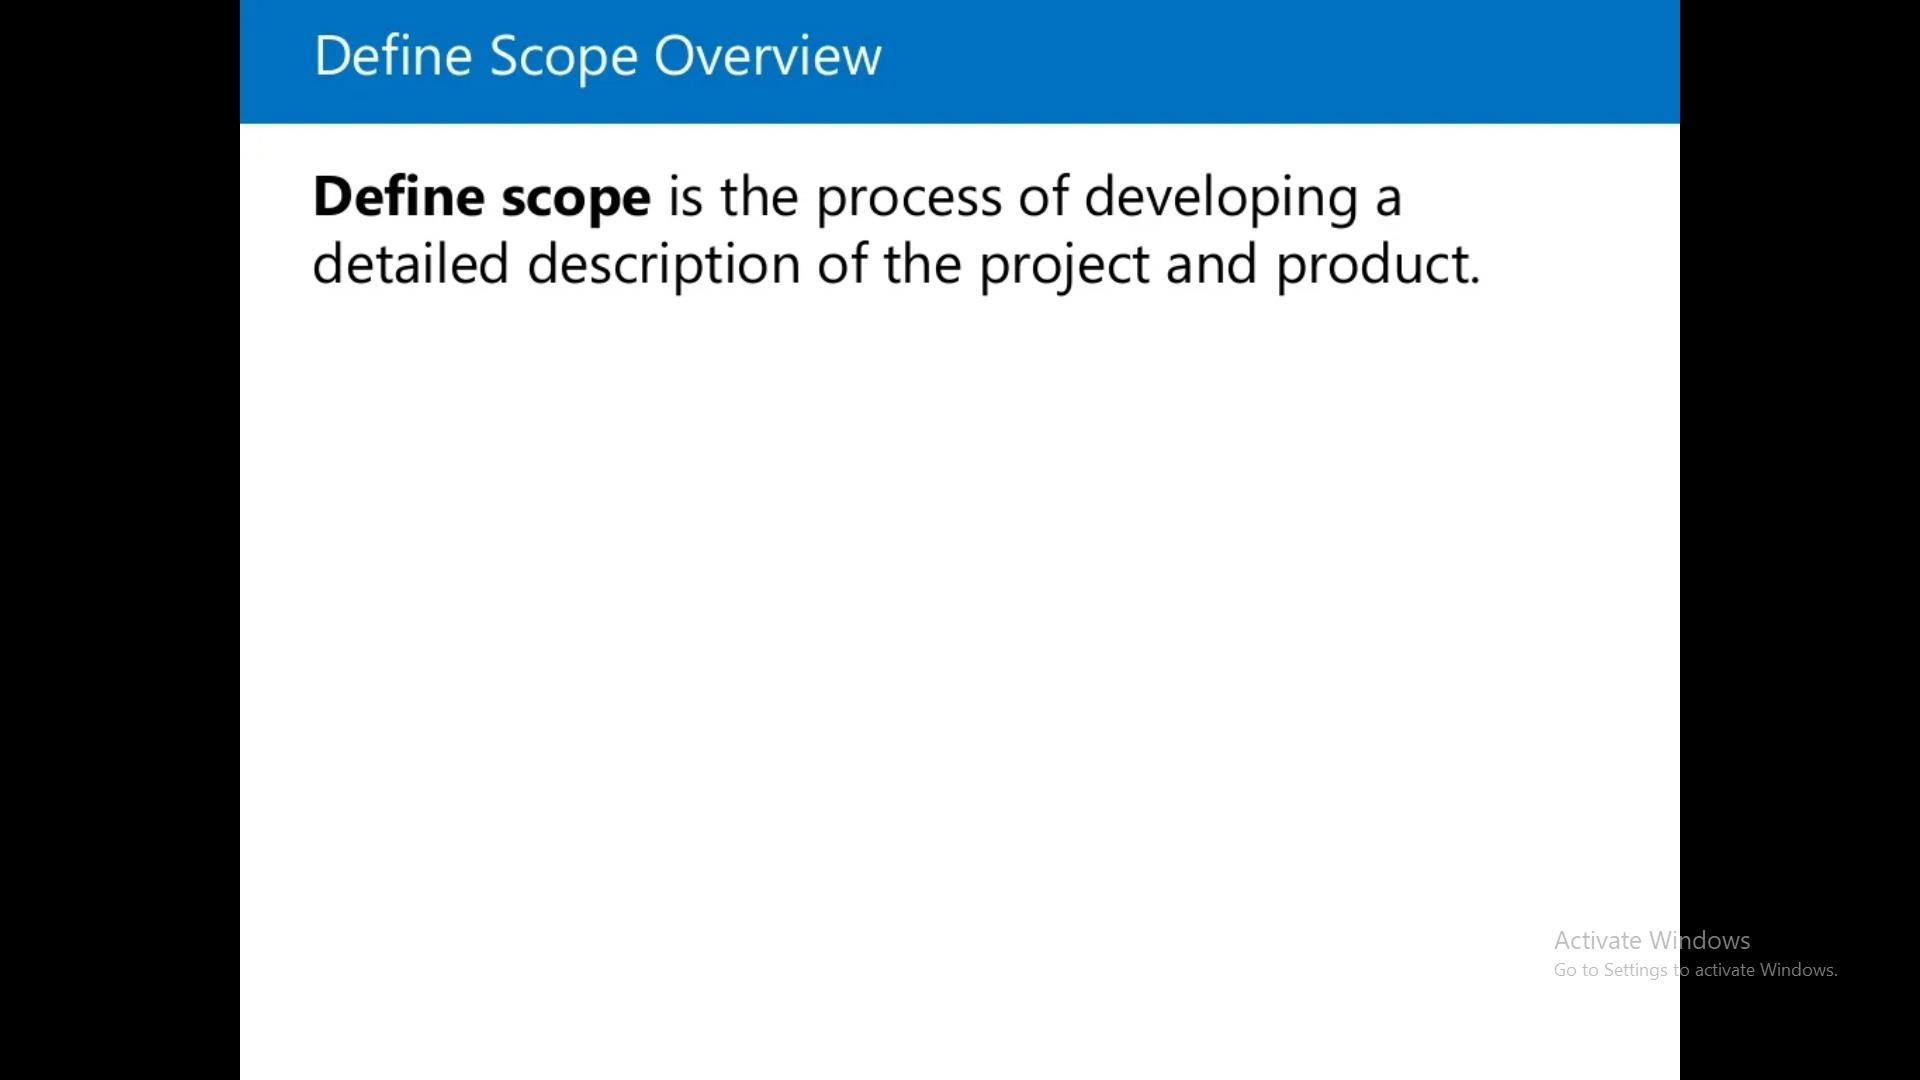 Define Scope Overview
Define scope is the process of developing a
detailed description of the project and product.
Activate Windows
Go to Settings to activate Windows.